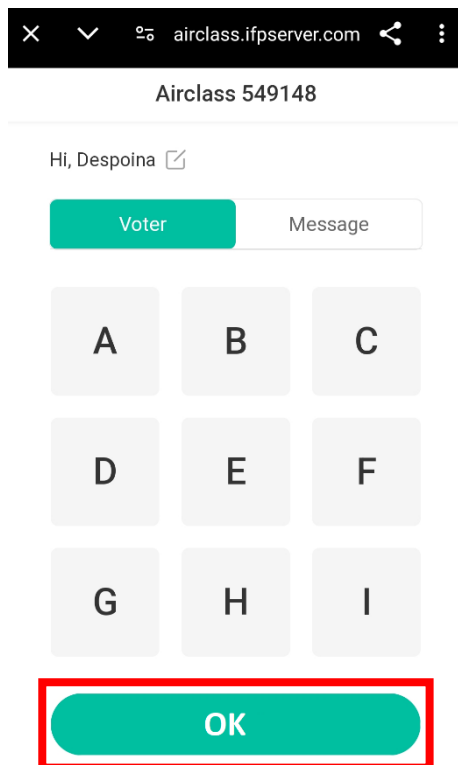 airclass.ifpserver.com
Airclass 549148
Hi, Despoina
Voter Message
A B C
D E F
G H I
OK